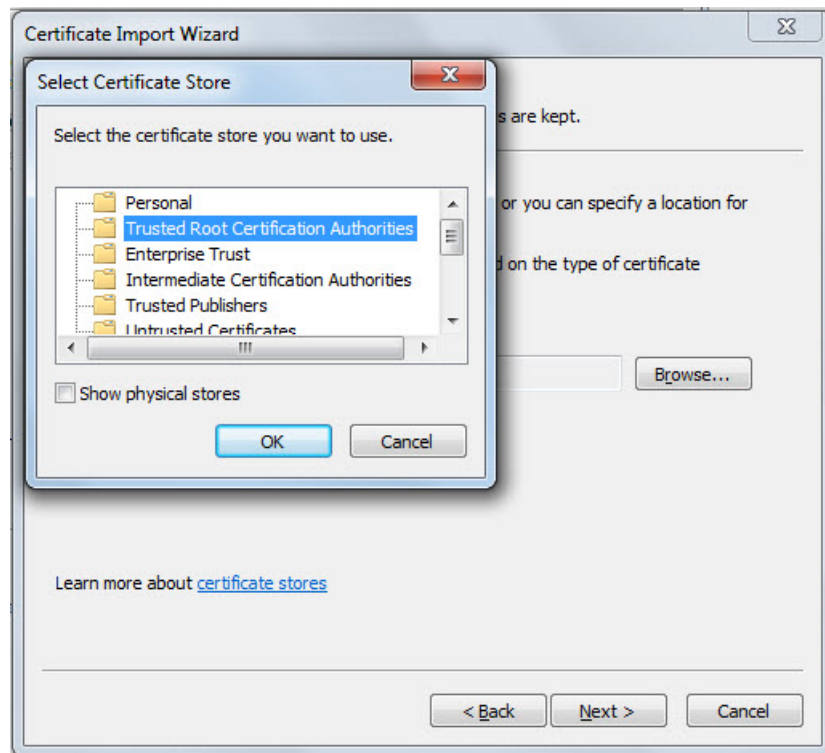 Certificate Import Wizard
Select Certificate Store
Select the certificate store you want to use.
Personal
Trusted Root Certification Authorities
Enterprise Trust
Intermediate Certification Authorities
Trusted Publishers
Untrusted Certificates
Show physical stores
OK Cancel
s are kept.
or you can specify a location for
d on the type of certificate
Browse...
Learn more about certificate stores
< Back Next > Cancel